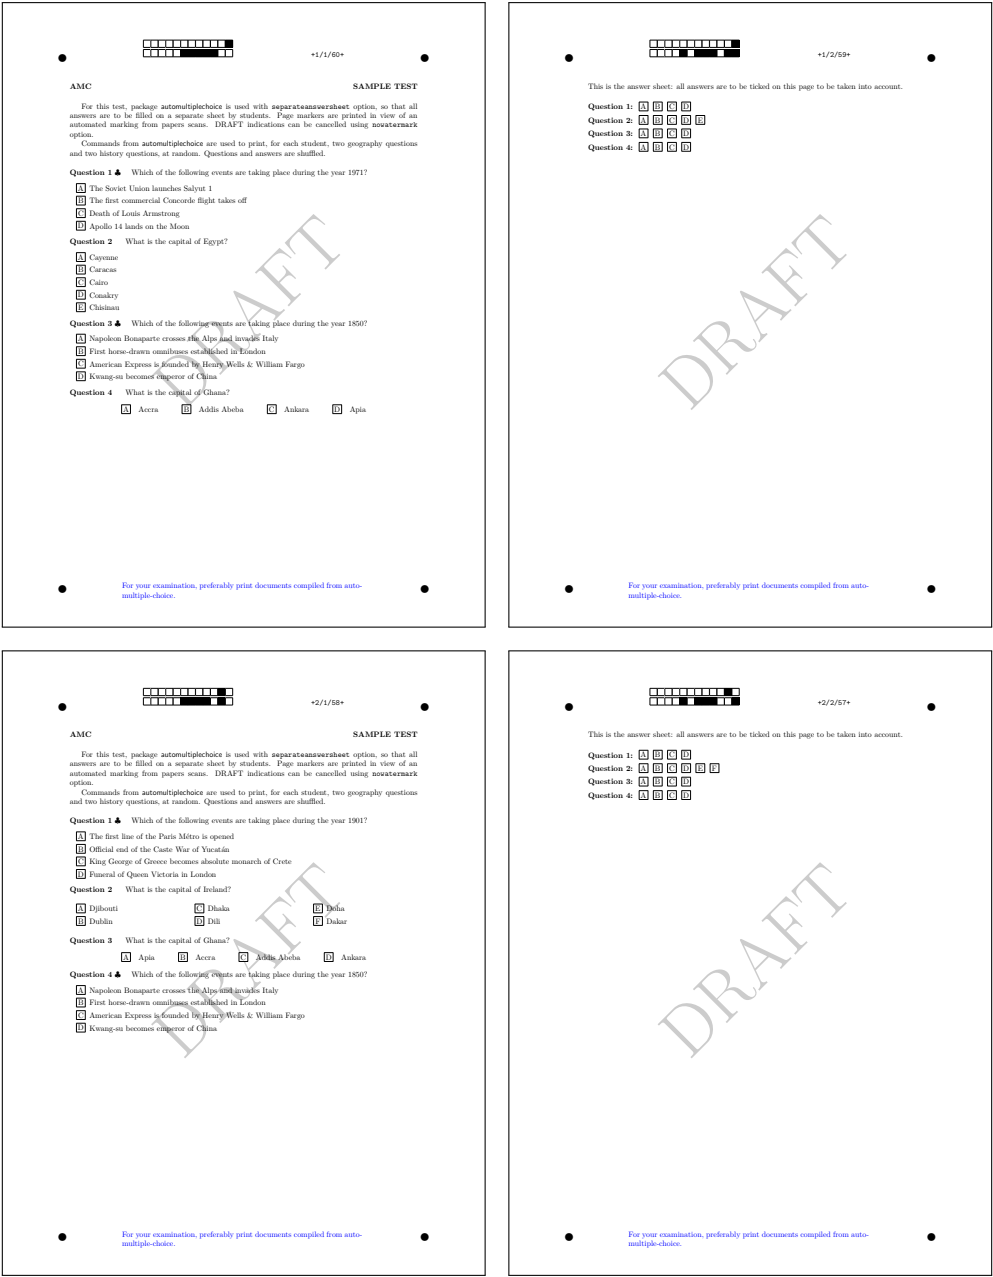 +1/1/60+
AMC SAMPLE TEST
For this test, package automultiplechoice is used with separateanswersheet option, so that all
answers are to be filled on a separate sheet by students. Page markers are printed in view of an
automated marking from papers scans. DRAFT indications can be cancelled using nowatermark
option.
Commands from automultiplechoice are used to print, for each student, two geography questions
and two history questions, at random. Questions and answers are shuffled.
Question 1 ♣ Which of the following events are taking place during the year 1971?
A The Soviet Union launches Salyut 1
B The first commercial Concorde flight takes off
C Death of Louis Armstrong
D Apollo 14 lands on the Moon
Question 2 What is the capital of Egypt?
A Cayenne
B Caracas
C Cairo
D Conakry
E Chisinau
Question 3 ♣ Which of the following events are taking place during the year 1850?
A Napoleon Bonaparte crosses the Alps and invades Italy
B First horse-drawn omnibuses established in London
C American Express is founded by Henry Wells & William Fargo
D Kwang-su becomes emperor of China
Question 4 What is the capital of Ghana?
A Accra B Addis Abeba C Ankara D Apia
DRAFT
For your examination, preferably print documents compiled from auto-
multiple-choice.
+1/2/59+
This is the answer sheet: all answers are to be ticked on this page to be taken into account.
Question 1: A B C D
Question 2: A B C D E
Question 3: A B C D
Question 4: A B C D
DRAFT
For your examination, preferably print documents compiled from auto-
multiple-choice.
+2/1/58+
AMC SAMPLE TEST
For this test, package automultiplechoice is used with separateanswersheet option, so that all
answers are to be filled on a separate sheet by students. Page markers are printed in view of an
automated marking from papers scans. DRAFT indications can be cancelled using nowatermark
option.
Commands from automultiplechoice are used to print, for each student, two geography questions
and two history questions, at random. Questions and answers are shuffled.
Question 1 ♣ Which of the following events are taking place during the year 1901?
A The first line of the Paris Métro is opened
B Official end of the Caste War of Yucatán
C King George of Greece becomes absolute monarch of Crete
D Funeral of Queen Victoria in London
Question 2 What is the capital of Ireland?
A Djibouti C Dhaka E Doha
B Dublin D Dili F Dakar
Question 3 What is the capital of Ghana?
A Apia B Accra C Addis Abeba D Ankara
Question 4 ♣ Which of the following events are taking place during the year 1850?
A Napoleon Bonaparte crosses the Alps and invades Italy
B First horse-drawn omnibuses established in London
C American Express is founded by Henry Wells & William Fargo
D Kwang-su becomes emperor of China
DRAFT
For your examination, preferably print documents compiled from auto-
multiple-choice.
+2/2/57+
This is the answer sheet: all answers are to be ticked on this page to be taken into account.
Question 1: A B C D
Question 2: A B C D E F
Question 3: A B C D
Question 4: A B C D
DRAFT
For your examination, preferably print documents compiled from auto-
multiple-choice.